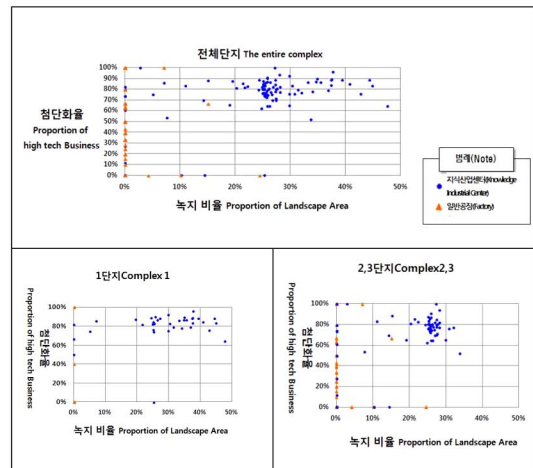 전체단지 The entire complex
첨단화율
Proportion of
high tech Business
100%
90%
80%
70%
60%
50%
40%
30%
20%
10%
0%
0% 10% 20% 30% 40% 50%
녹지 비율 Proportion of Landscape Area
범례(Note)
지식산업센터(Knowledge
Industrial Center)
일반공장(Factory)
1단지Complex 1
Proportion of high tech Business
첨단화율
100%
80%
60%
40%
20%
0%
0% 10% 20% 30% 40% 50%
녹지 비율 Proportion of Landscape Area
2,3단지Complex2,3
Proportion of high tech Business
첨단화율
100%
80%
60%
40%
20%
0%
0% 10% 20% 30% 40% 50%
녹지 비율 Proportion of Landscape Area